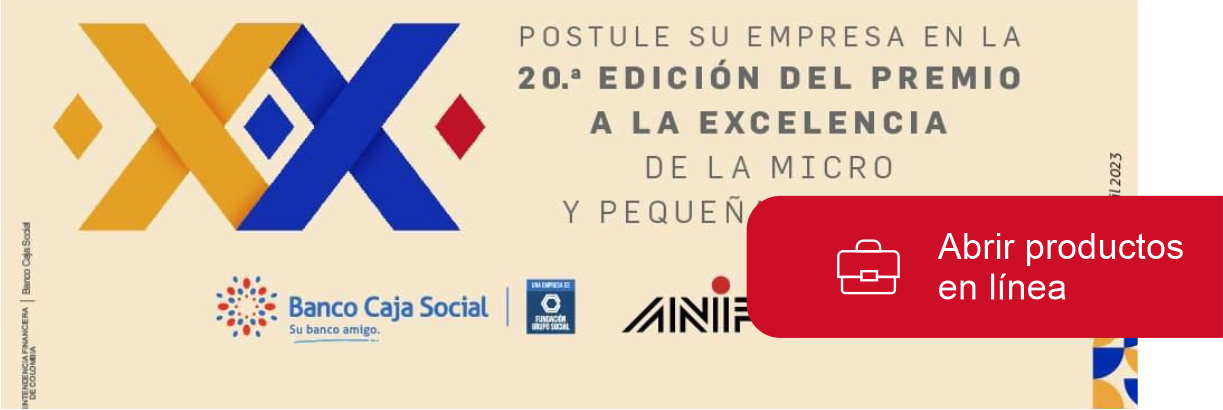 POSTULE SU EMPRESA EN LA
20.ª EDICIÓN DEL PREMIO
A LA EXCELENCIA
DE LA MICRO
Y PEQUEÑ
Abrir productos
en línea
Banco Caja Social
Su banco amigo.
UNA EMPRESA DE
FUNDACIÓN
GRUPO SOCIAL
ANIF
INTENDENCIA FINANCIERA
DE COLOMBIA
Banco Caja Social
il 2023